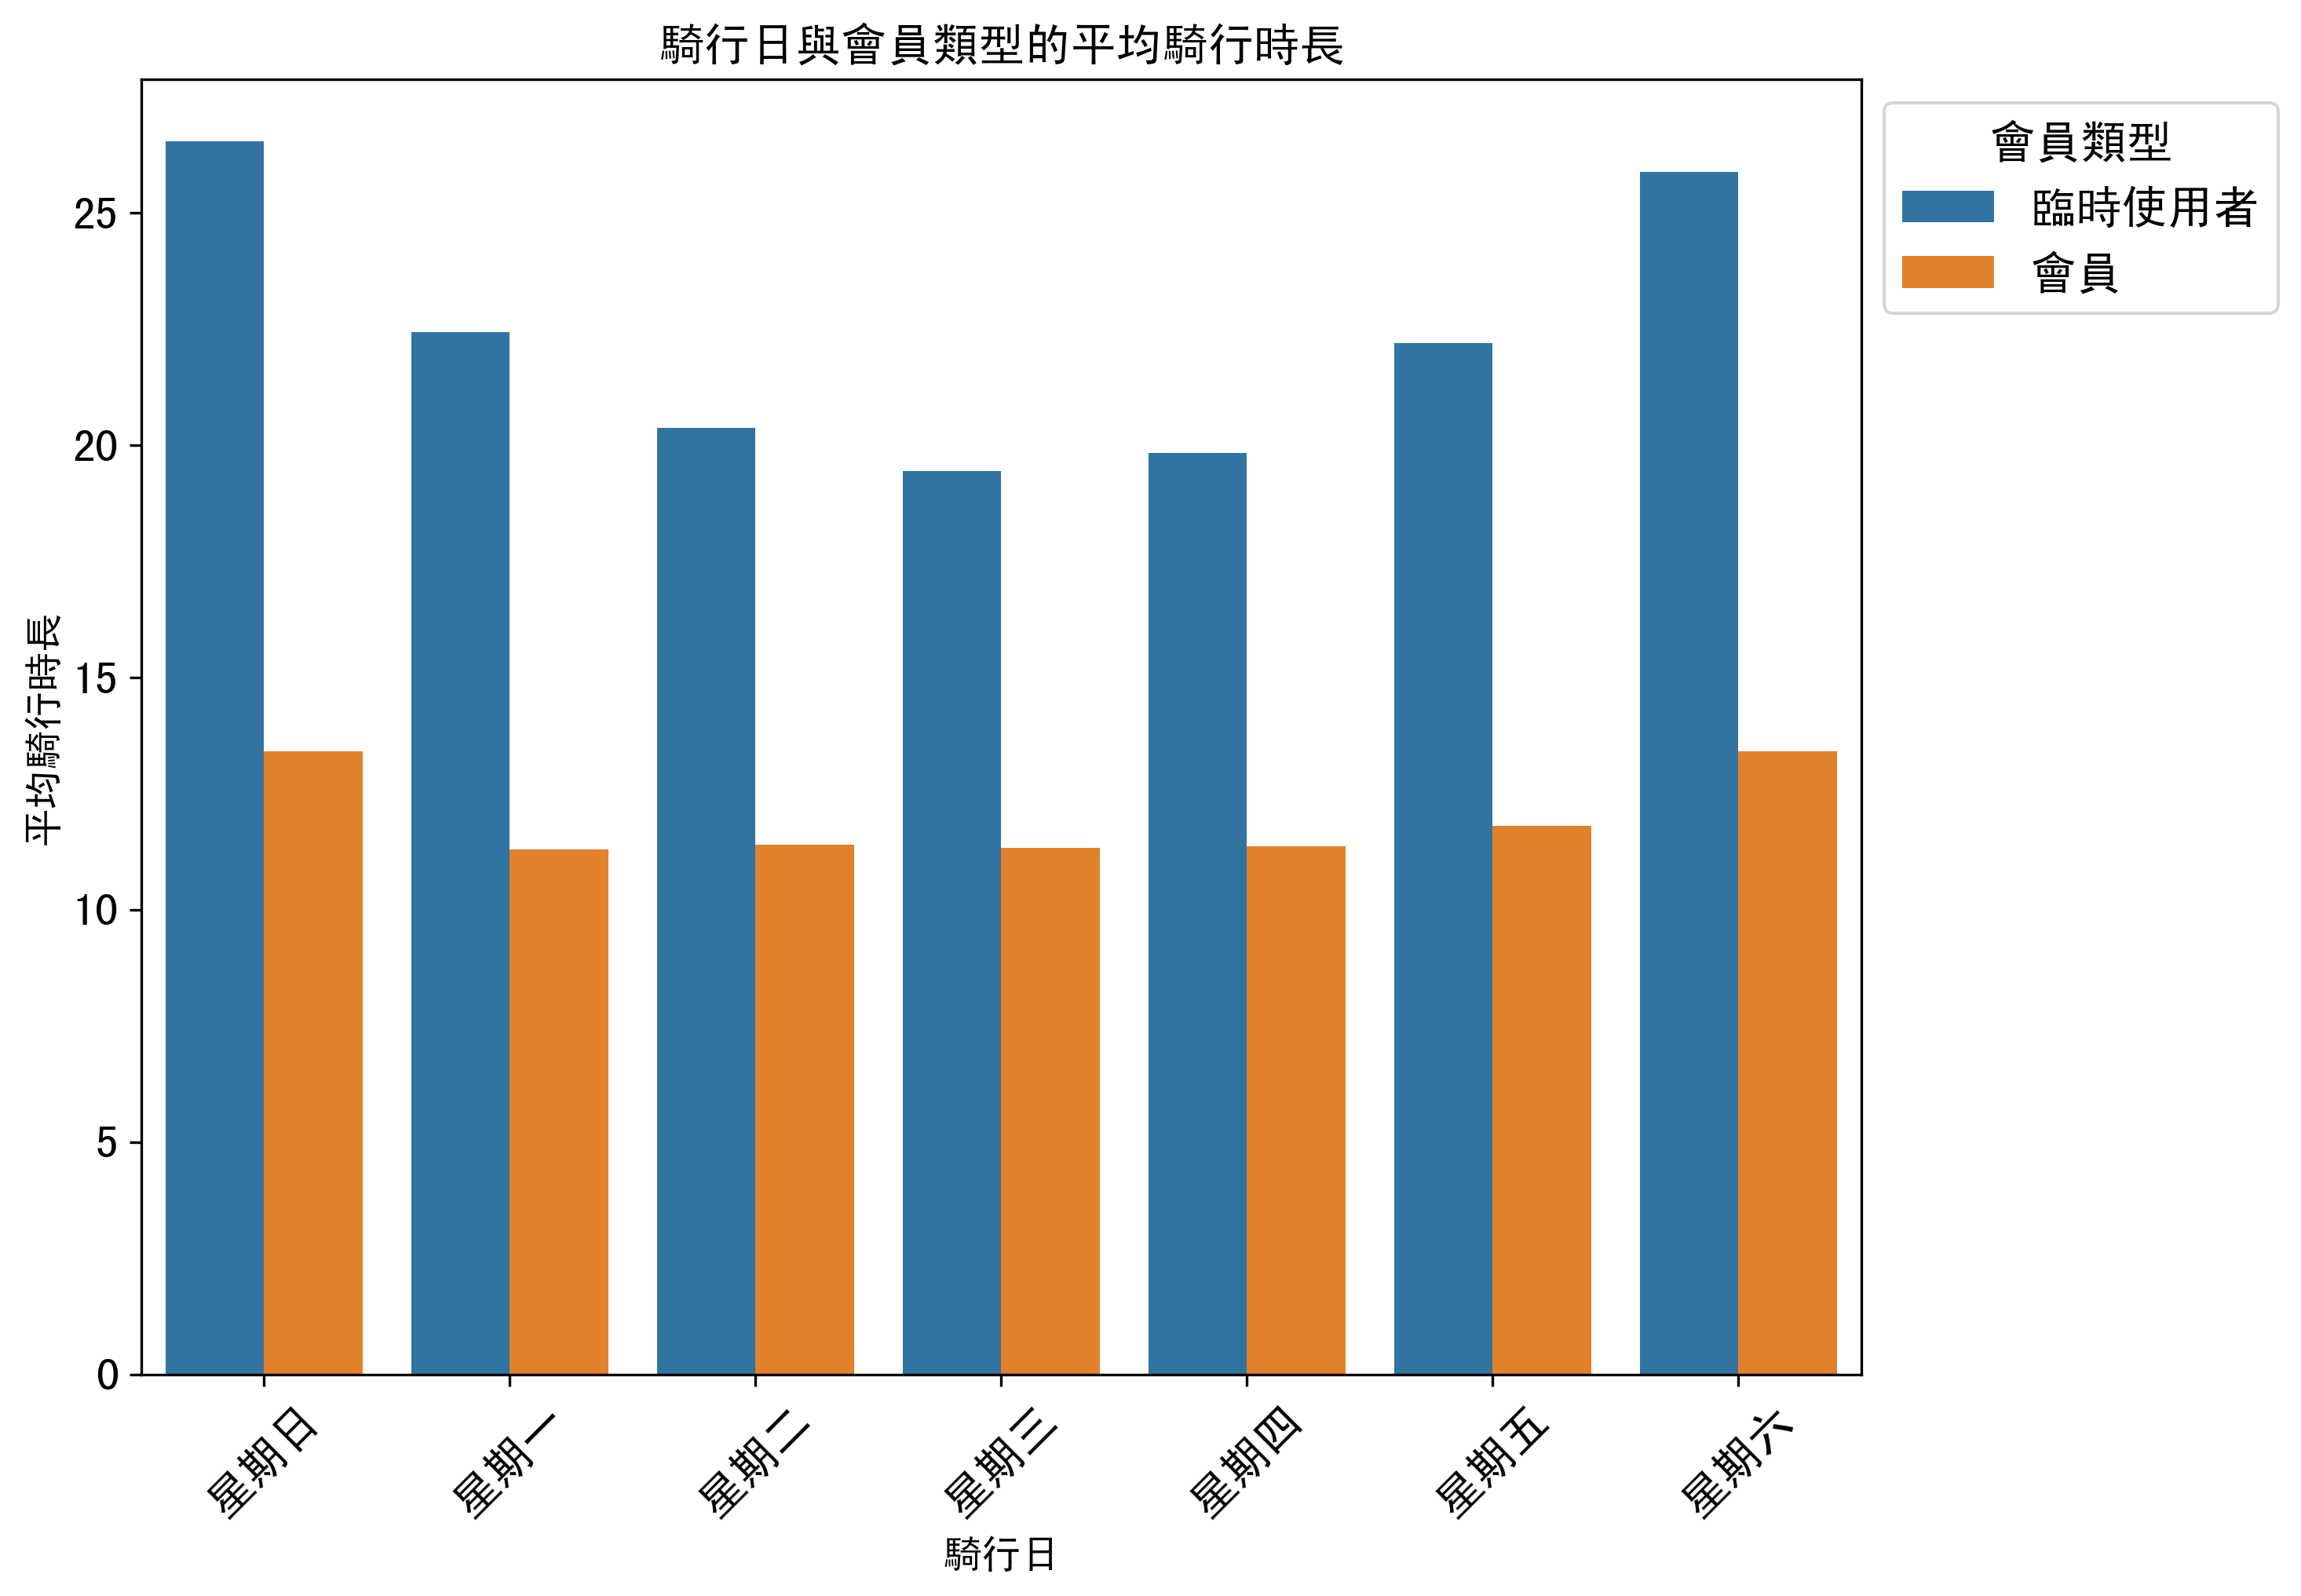 騎行日與會員類型的平均騎行時長
會員類型
臨時使用者
會員
平均騎行時長
25
20
15
10
5
0
星期日
星期一
星期二
星期三
星期四
星期五
星期六
騎行日